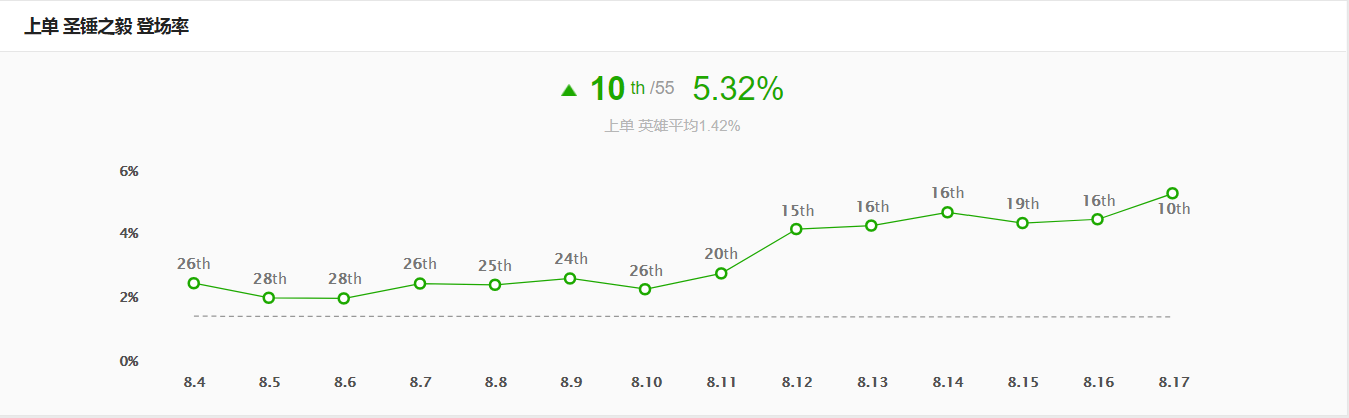 上单 圣锤之毅 登场率
10 th /55 5.32%
上单 英雄平均1.42%
6%
4%
2%
0%
26th
28th
28th
26th
25th
24th
26th
20th
15th
16th
16th
19th
16th
10th
8.4 8.5 8.6 8.7 8.8 8.9 8.10 8.11 8.12 8.13 8.14 8.15 8.16 8.17